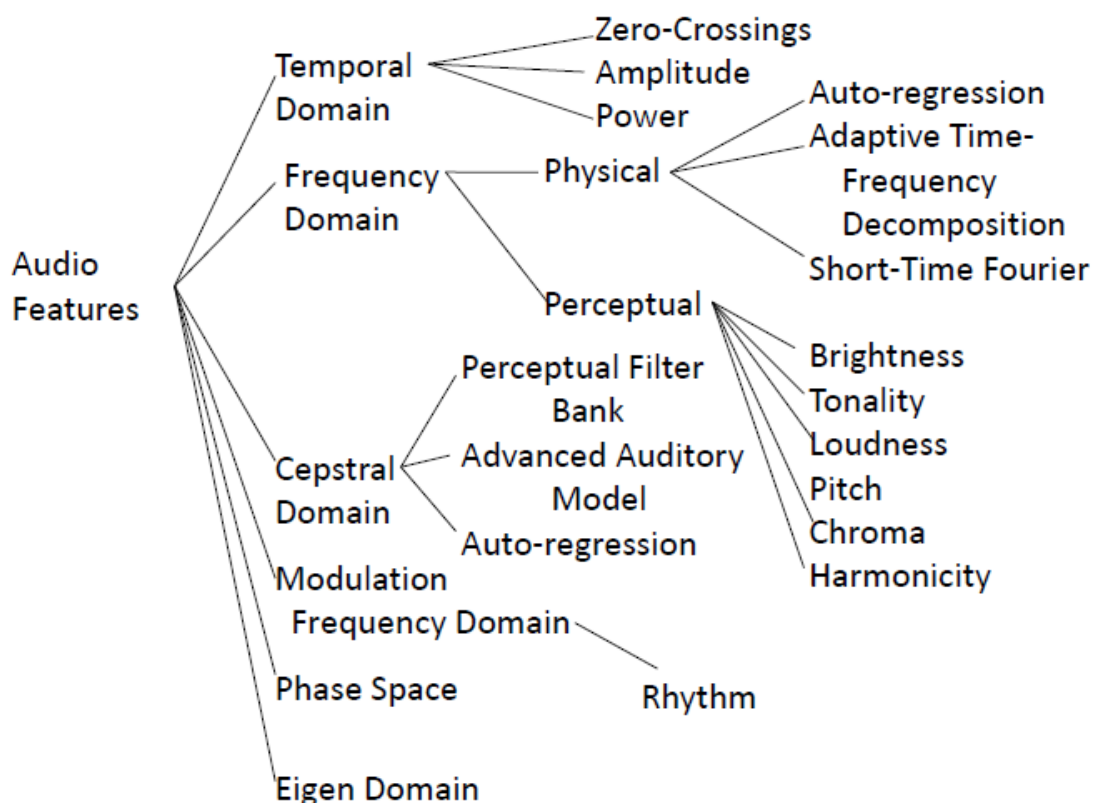 Zero-Crossings
Temporal
Domain
Amplitude
Power
Auto-regression
Adaptive Time-
Frequency
Decomposition
Short-Time Fourier
Frequency
Domain
Physical
Perceptual
Audio
Features
Brightness
Tonality
Loudness
Pitch
Chroma
Harmonicity
Perceptual Filter
Bank
Advanced Auditory
Model
Auto-regression
Cepstral
Domain
Modulation
Frequency Domain
Rhythm
Phase Space
Eigen Domain